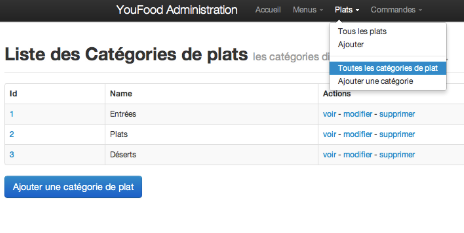 YouFood Administration Accueil Menus Plats Commandes
Tous les plats
Ajouter
Toutes les catégories de plat
Ajouter une catégorie
Liste des Catégories de plats les catégories d
Id Name Actions
1 Entrées voir - modifier - supprimer
2 Plats voir - modifier - supprimer
3 Déserts voir - modifier - supprimer
Ajouter une catégorie de plat